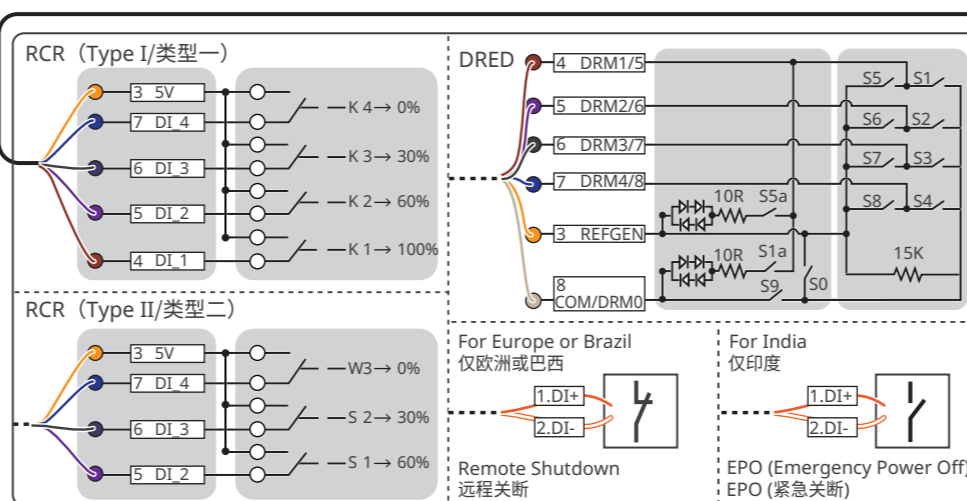 RCR（Type I/类型一）
3 5V
7 DI_4
6 DI_3
5 DI_2
4 DI_1
K 4→ 0%
K 3→ 30%
K 2→ 60%
K 1→ 100%
RCR（Type II/类型二）
3 5V
7 DI_4
6 DI_3
5 DI_2
W3→ 0%
S 2→ 30%
S 1→ 60%
DRED
4 DRM1/5
5 DRM2/6
6 DRM3/7
7 DRM4/8
3 REFGEN
8
COM/DRM0
10R S5a
10R S1a
S9 S0
S5 S1
S6 S2
S7 S3
S8 S4
15K
For Europe or Brazil
仅欧洲或巴西
1.DI+
2.DI-
Remote Shutdown
远程关断
For India
仅印度
1.DI+
2.DI-
EPO (Emergency Power Off)
EPO (紧急关断)